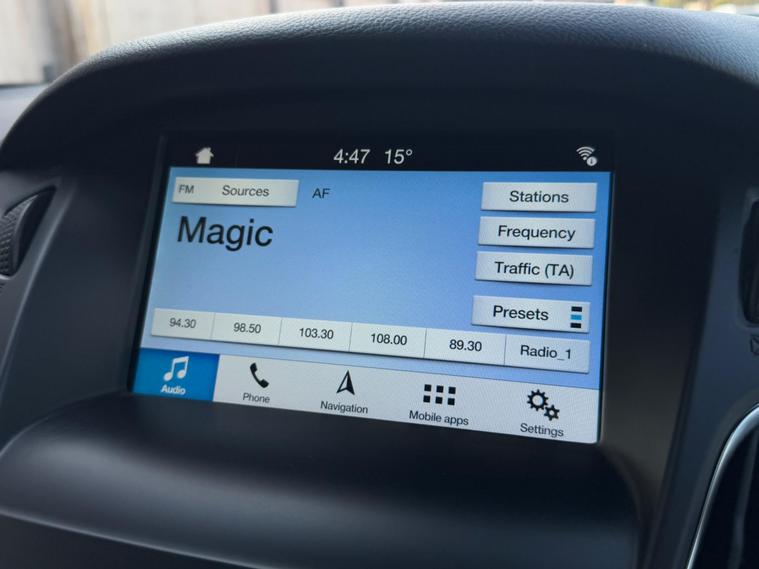 4:47 15°
FM Sources AF
Stations
Magic
Frequency
Traffic (TA)
Presets
94.30 98.50 103.30 108.00 89.30 Radio_1
Audio Phone Navigation Mobile apps Settings